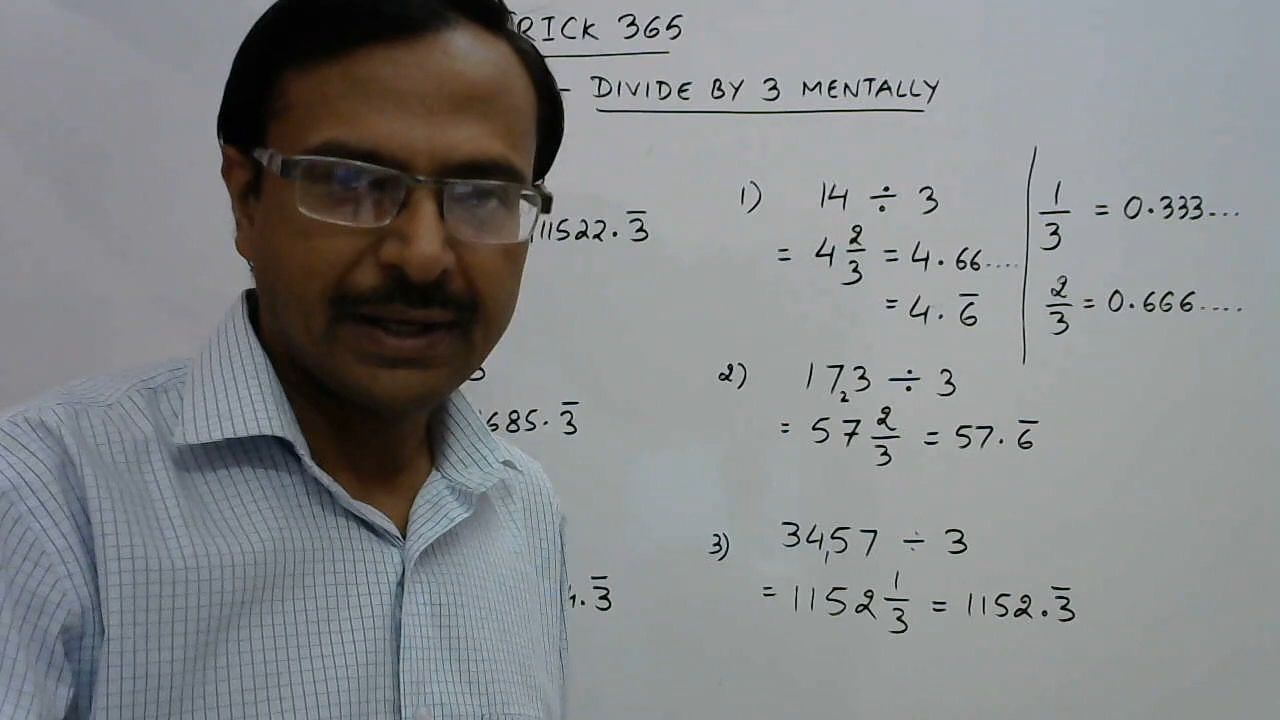 RICK 365
- DIVIDE BY 3 MENTALLY
11522.3̅
685.3̅
.3̅
1) 14 ÷ 3
= 4 2/3 = 4.66....
= 4.6̅
1/3 = 0.333...
2/3 = 0.666....
2) 17₂3 ÷ 3
= 57 2/3 = 57.6̅
3) 34₁57 ÷ 3
= 1152 1/3 = 1152.3̅